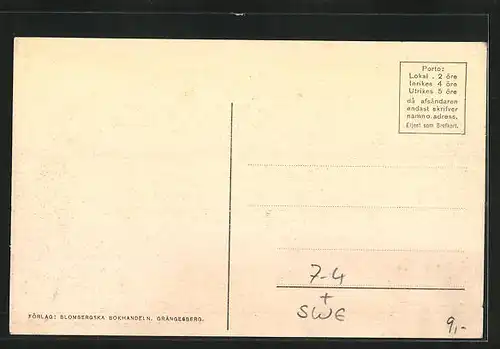 Porto:
Lokal . 2 öre
Inrikes 4 öre
Utrikes 5 öre
då afsändaren
endast skrifver
namn o. adress.
Eljest som Brefkort.
7-4
+
SWE
9,-
FÖRLAG: BLOMBERGSKA BOKHANDELN, GRÄNGESBERG.